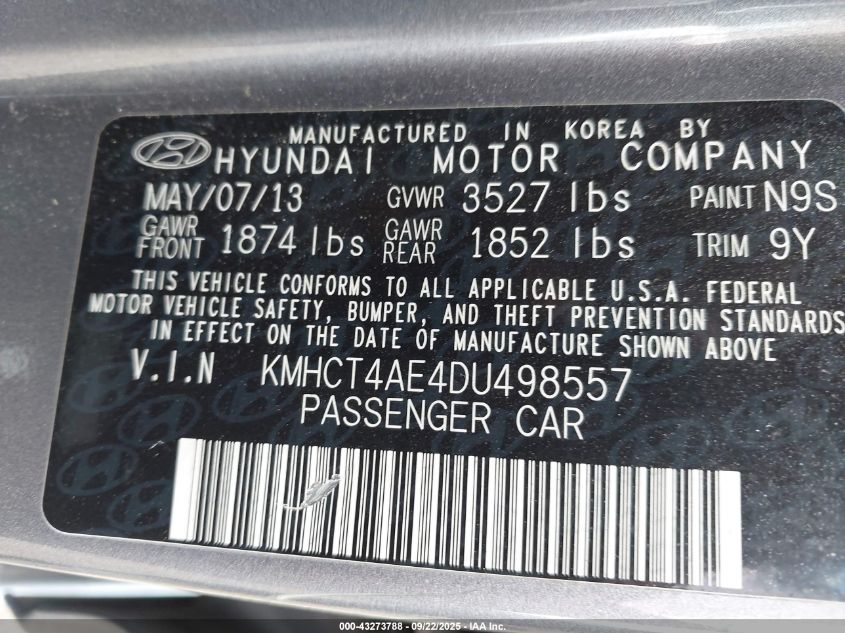 MANUFACTURED IN KOREA BY
HYUNDAI MOTOR COMPANY
MAY/07/13 GVWR 3527 lbs PAINT N9S
GAWR FRONT 1874 lbs GAWR REAR 1852 lbs TRIM 9Y
THIS VEHICLE CONFORMS TO ALL APPLICABLE U.S.A. FEDERAL
MOTOR VEHICLE SAFETY, BUMPER, AND THEFT PREVENTION STANDARDS
IN EFFECT ON THE DATE OF MANUFACTURE SHOWN ABOVE
V.I.N KMHCT4AE4DU498557
PASSENGER CAR
000-43273788 - 09/22/2025 - IAA Inc.